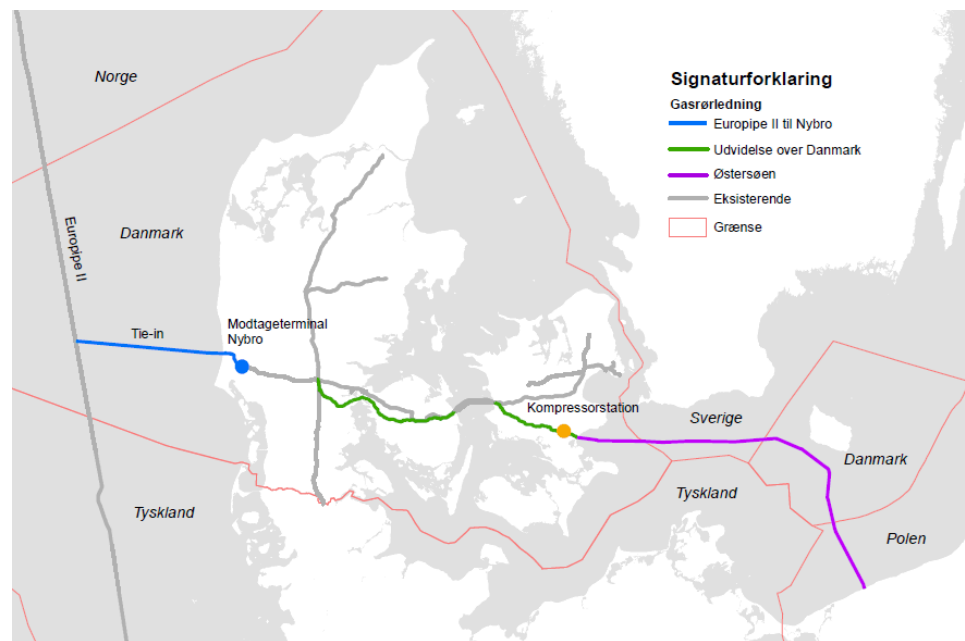 Norge
Signaturforklaring
Gasrørledning
Europipe II til Nybro
Udvidelse over Danmark
Østersøen
Eksisterende
Grænse
Danmark
Europipe II
Tie-in
Modtageterminal
Nybro
Kompressorstation
Sverige
Danmark
Tyskland
Tyskland
Polen